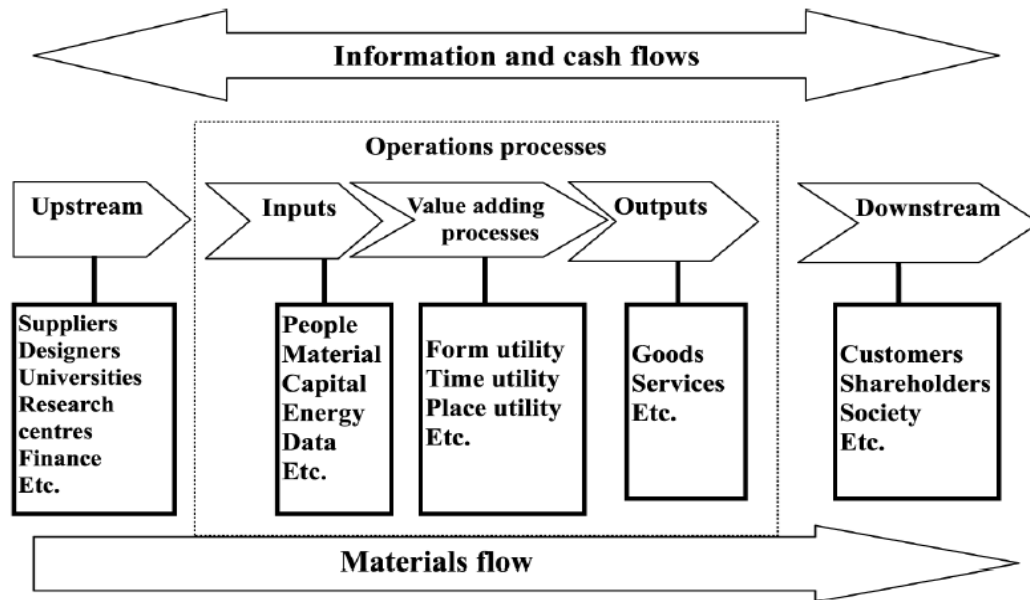 Information and cash flows
Operations processes
Upstream
Inputs
Value adding
processes
Outputs
Downstream
Suppliers
Designers
Universities
Research
centres
Finance
Etc.
People
Material
Capital
Energy
Data
Etc.
Form utility
Time utility
Place utility
Etc.
Goods
Services
Etc.
Customers
Shareholders
Society
Etc.
Materials flow